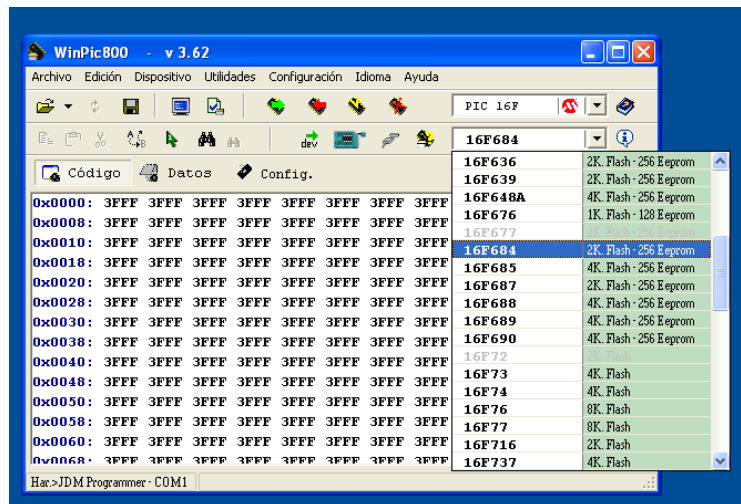 WinPic800 - v 3.62
Archivo Edición Dispositivo Utilidades Configuración Idioma Ayuda
PIC 16F
dev 16F684
Código Datos Config.
16F636 2K. Flash - 256 Eeprom
16F639 2K. Flash - 256 Eeprom
16F648A 4K. Flash - 256 Eeprom
16F676 1K. Flash - 128 Eeprom
16F677 2K. Flash - 256 Eeprom
16F684 2K. Flash - 256 Eeprom
16F685 4K. Flash - 256 Eeprom
16F687 2K. Flash - 256 Eeprom
16F688 4K. Flash - 256 Eeprom
16F689 4K. Flash - 256 Eeprom
16F690 4K. Flash - 256 Eeprom
16F72 2K. Flash
16F73 4K. Flash
16F74 4K. Flash
16F76 8K. Flash
16F77 8K. Flash
16F716 2K. Flash
16F737 4K. Flash
0x0000: 3FFF 3FFF 3FFF 3FFF 3FFF 3FFF 3FFF 3FFF
0x0008: 3FFF 3FFF 3FFF 3FFF 3FFF 3FFF 3FFF 3FFF
0x0010: 3FFF 3FFF 3FFF 3FFF 3FFF 3FFF 3FFF 3FFF
0x0018: 3FFF 3FFF 3FFF 3FFF 3FFF 3FFF 3FFF 3FFF
0x0020: 3FFF 3FFF 3FFF 3FFF 3FFF 3FFF 3FFF 3FFF
0x0028: 3FFF 3FFF 3FFF 3FFF 3FFF 3FFF 3FFF 3FFF
0x0030: 3FFF 3FFF 3FFF 3FFF 3FFF 3FFF 3FFF 3FFF
0x0038: 3FFF 3FFF 3FFF 3FFF 3FFF 3FFF 3FFF 3FFF
0x0040: 3FFF 3FFF 3FFF 3FFF 3FFF 3FFF 3FFF 3FFF
0x0048: 3FFF 3FFF 3FFF 3FFF 3FFF 3FFF 3FFF 3FFF
0x0050: 3FFF 3FFF 3FFF 3FFF 3FFF 3FFF 3FFF 3FFF
0x0058: 3FFF 3FFF 3FFF 3FFF 3FFF 3FFF 3FFF 3FFF
0x0060: 3FFF 3FFF 3FFF 3FFF 3FFF 3FFF 3FFF 3FFF
0x0068: 3FFF 3FFF 3FFF 3FFF 3FFF 3FFF 3FFF 3FFF
Har.>JDM Programmer - COM1